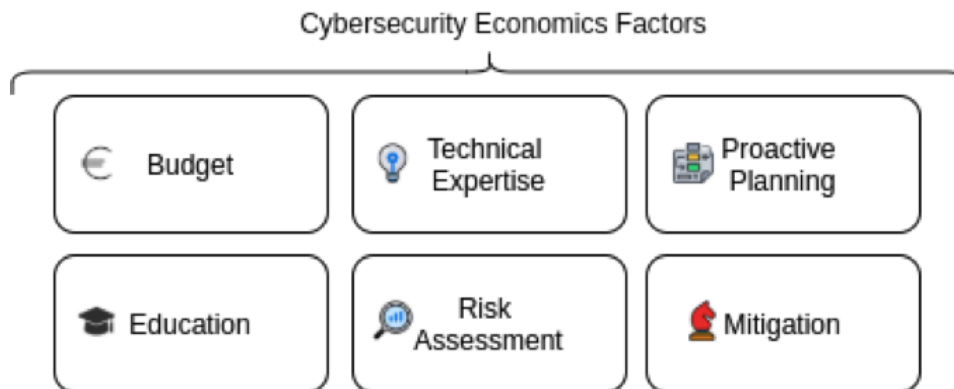 Cybersecurity Economics Factors
Budget
Technical
Expertise
Proactive
Planning
Education
Risk
Assessment
Mitigation